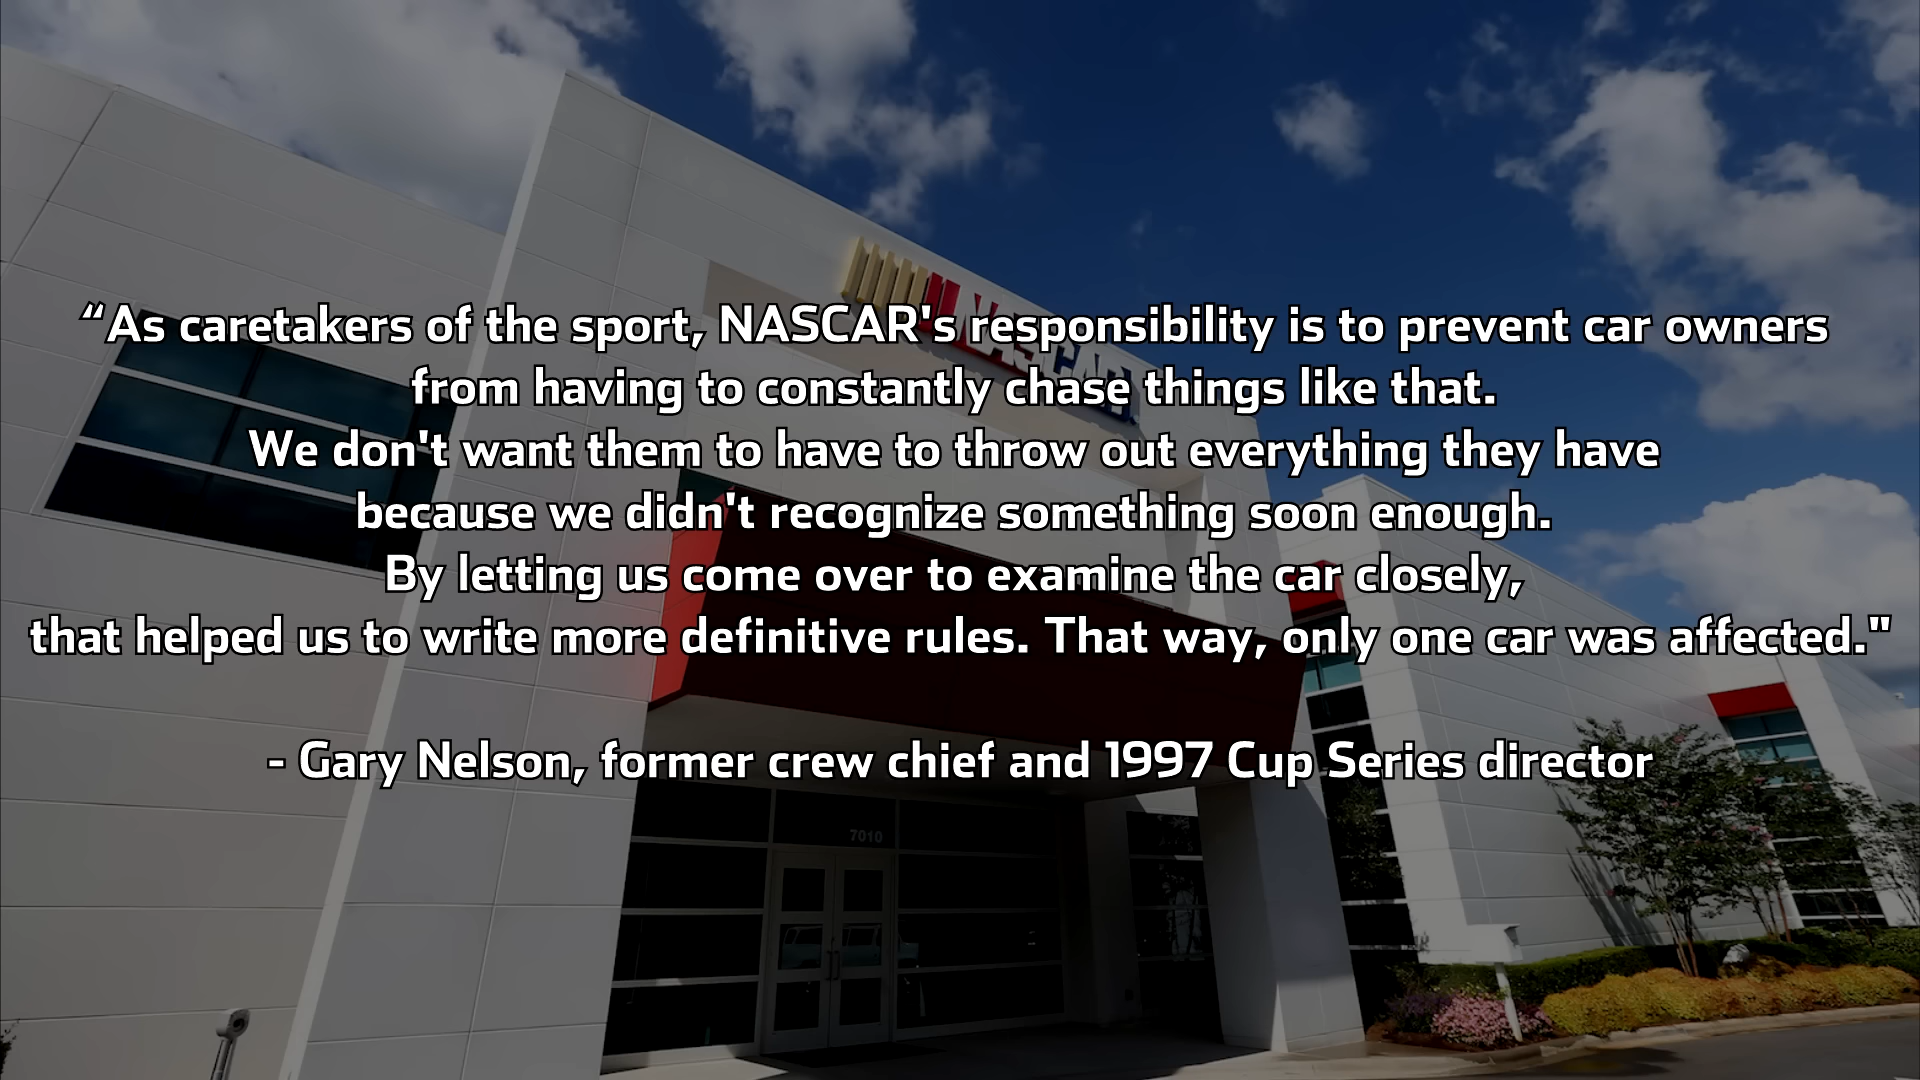 “As caretakers of the sport, NASCAR's responsibility is to prevent car owners
from having to constantly chase things like that.
We don't want them to have to throw out everything they have
because we didn't recognize something soon enough.
By letting us come over to examine the car closely,
that helped us to write more definitive rules. That way, only one car was affected."
- Gary Nelson, former crew chief and 1997 Cup Series director
NASCAR
7010